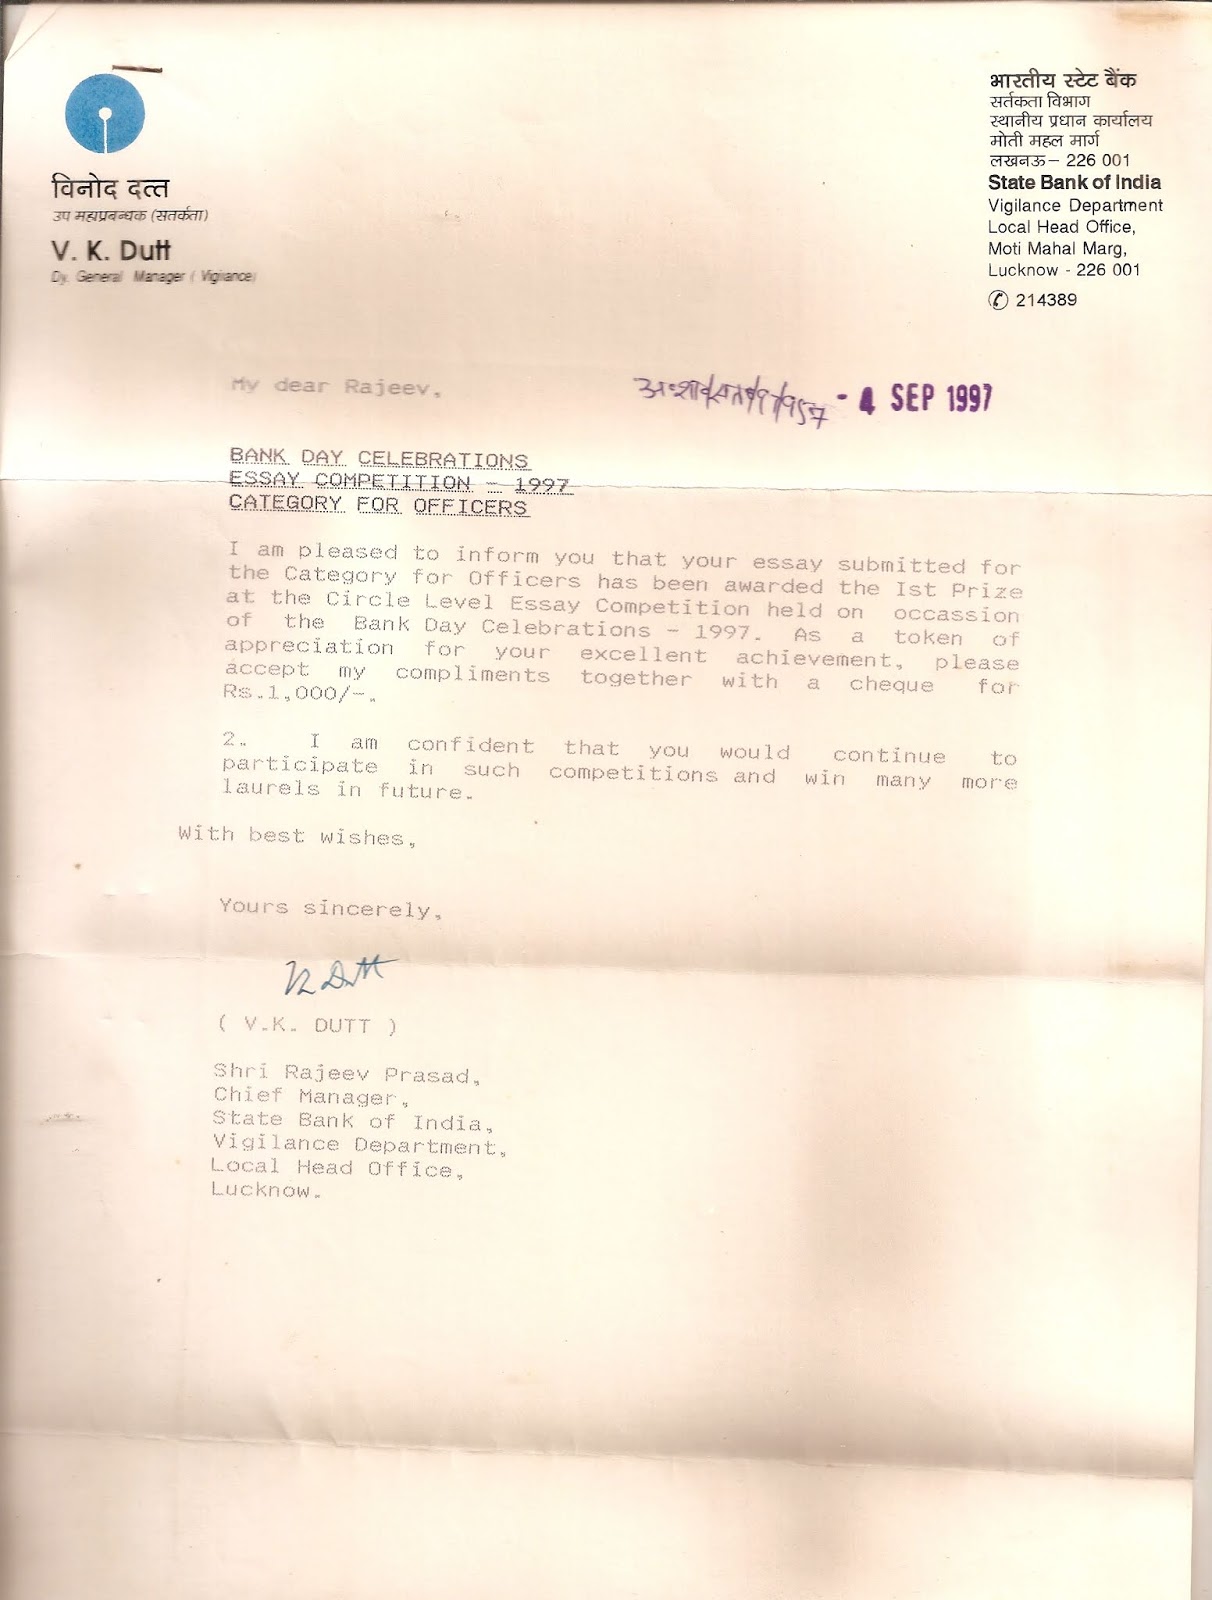 विनोद दत्त
उप महाप्रबन्धक (सतर्कता)
V. K. Dutt
Dy. General Manager ( Vigilance)
भारतीय स्टेट बैंक
सर्तकता विभाग
स्थानीय प्रधान कार्यालय
मोती महल मार्ग
लखनऊ – 226 001
State Bank of India
Vigilance Department
Local Head Office,
Moti Mahal Marg,
Lucknow - 226 001
✆ 214389
My dear Rajeev,
- 4 SEP 1997
BANK DAY CELEBRATIONS
ESSAY COMPETITION - 1997
CATEGORY FOR OFFICERS
I am pleased to inform you that your essay submitted for
the Category for Officers has been awarded the Ist Prize
at the Circle Level Essay Competition held on occassion
of the Bank Day Celebrations - 1997. As a token of
appreciation for your excellent achievement, please
accept my compliments together with a cheque for
Rs.1,000/-.
2. I am confident that you would continue to
participate in such competitions and win many more
laurels in future.
With best wishes,
Yours sincerely,
VK Dutt
( V.K. DUTT )
Shri Rajeev Prasad,
Chief Manager,
State Bank of India,
Vigilance Department,
Local Head Office,
Lucknow.